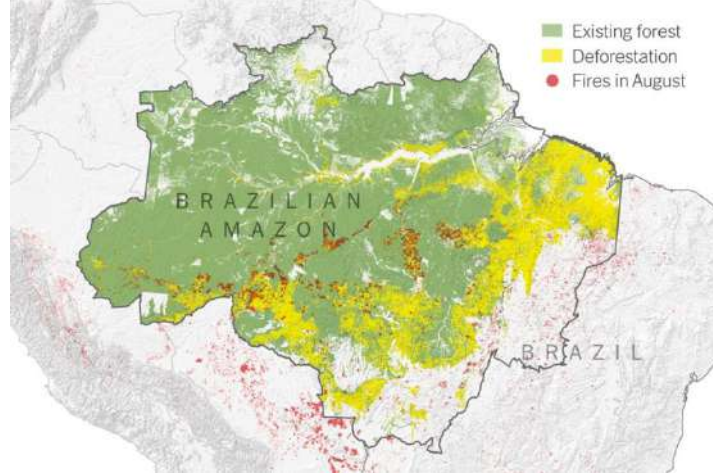 Existing forest
Deforestation
Fires in August
BRAZILIAN
AMAZON
BRAZIL